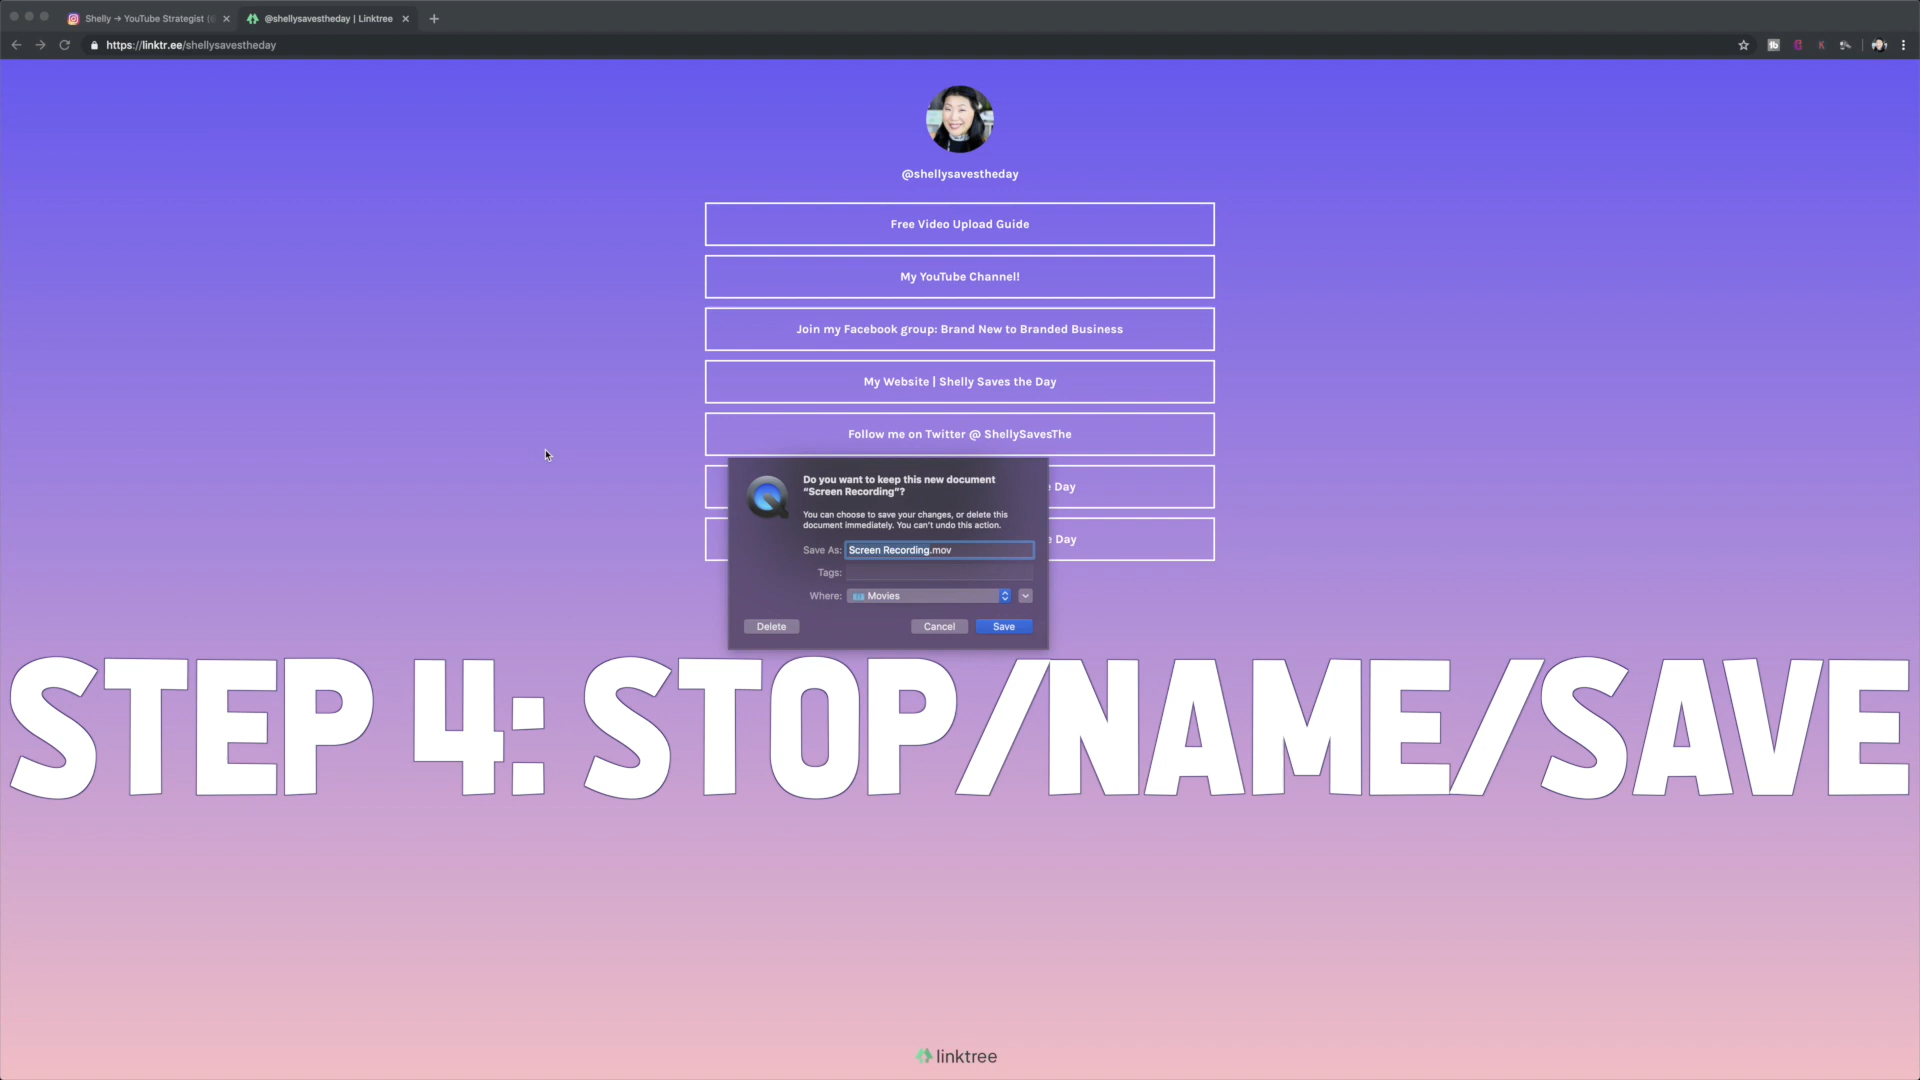 Shelly → YouTube Strategist (
@shellysavestheday | Linktree
https://linktr.ee/shellysavestheday
@shellysavestheday
Free Video Upload Guide
My YouTube Channel!
Join my Facebook group: Brand New to Branded Business
My Website | Shelly Saves the Day
Follow me on Twitter @ ShellySavesThe
Day
Day
Do you want to keep this new document
“Screen Recording”?
You can choose to save your changes, or delete this
document immediately. You can't undo this action.
Save As: Screen Recording.mov
Tags:
Where: Movies
Delete Cancel Save
STEP 4: STOP/NAME/SAVE
linktree